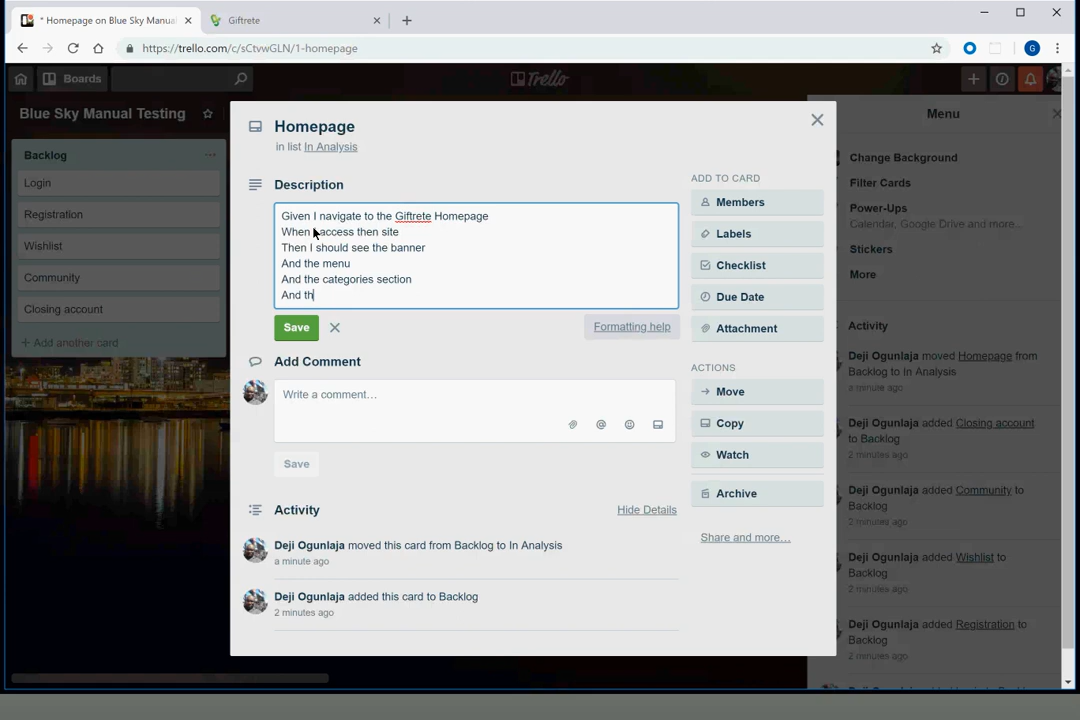 * Homepage on Blue Sky Manual
Giftrete
https://trello.com/c/sCtvwGLN/1-homepage
G
Boards
Trello
Blue Sky Manual Testing
Menu
Backlog
Login
Registration
Wishlist
Community
Closing account
+ Add another card
Homepage
in list In Analysis
Description
Given I navigate to the Giftrete Homepage
When I access then site
Then I should see the banner
And the menu
And the categories section
And th
Save
Formatting help
Add Comment
Write a comment…
Save
Activity
Hide Details
Deji Ogunlaja moved this card from Backlog to In Analysis
a minute ago
Deji Ogunlaja added this card to Backlog
2 minutes ago
ADD TO CARD
Members
Labels
Checklist
Due Date
Attachment
ACTIONS
Move
Copy
Watch
Archive
Share and more…
Change Background
Filter Cards
Power-Ups
Calendar, Google Drive and more…
Stickers
More
Activity
Deji Ogunlaja moved Homepage from
Backlog to In Analysis
a minute ago
Deji Ogunlaja added Closing account
to Backlog
2 minutes ago
Deji Ogunlaja added Community to
Backlog
2 minutes ago
Deji Ogunlaja added Wishlist to
Backlog
2 minutes ago
Deji Ogunlaja added Registration to
Backlog
2 minutes ago